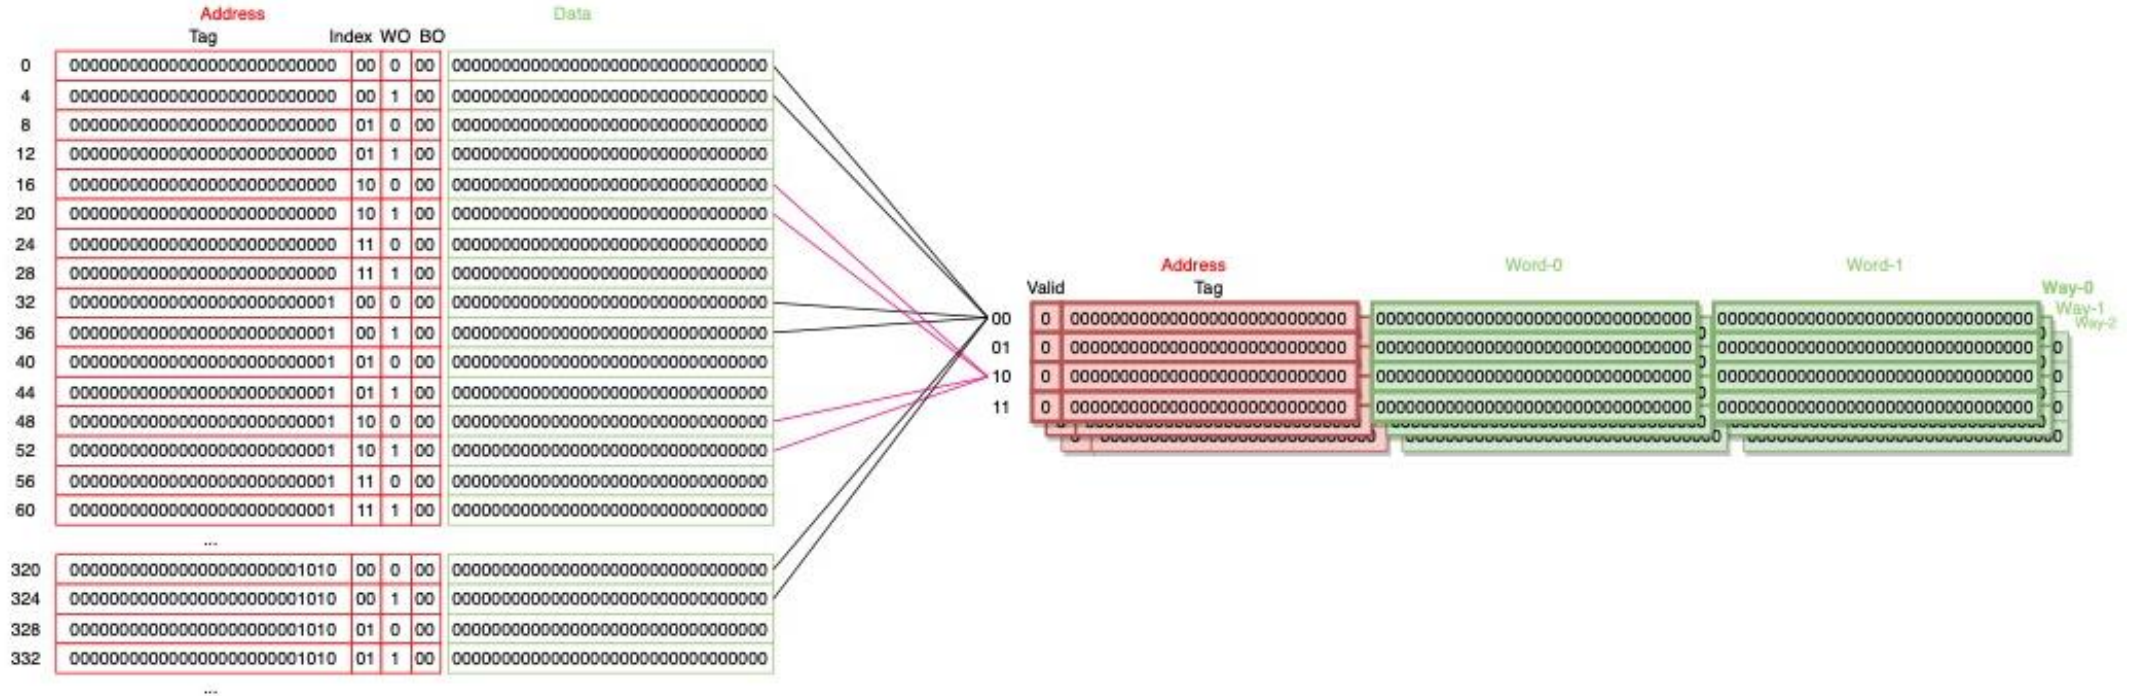 Address Data
Tag Index WO BO
0 000000000000000000000000000 00 0 00 00000000000000000000000000000000
4 000000000000000000000000000 00 1 00 00000000000000000000000000000000
8 000000000000000000000000000 01 0 00 00000000000000000000000000000000
12 000000000000000000000000000 01 1 00 00000000000000000000000000000000
16 000000000000000000000000000 10 0 00 00000000000000000000000000000000
20 000000000000000000000000000 10 1 00 00000000000000000000000000000000
24 000000000000000000000000000 11 0 00 00000000000000000000000000000000
28 000000000000000000000000000 11 1 00 00000000000000000000000000000000
32 000000000000000000000000001 00 0 00 00000000000000000000000000000000
36 000000000000000000000000001 00 1 00 00000000000000000000000000000000
40 000000000000000000000000001 01 0 00 00000000000000000000000000000000
44 000000000000000000000000001 01 1 00 00000000000000000000000000000000
48 000000000000000000000000001 10 0 00 00000000000000000000000000000000
52 000000000000000000000000001 10 1 00 00000000000000000000000000000000
56 000000000000000000000000001 11 0 00 00000000000000000000000000000000
60 000000000000000000000000001 11 1 00 00000000000000000000000000000000
...
320 000000000000000000000001010 00 0 00 00000000000000000000000000000000
324 000000000000000000000001010 00 1 00 00000000000000000000000000000000
328 000000000000000000000001010 01 0 00 00000000000000000000000000000000
332 000000000000000000000001010 01 1 00 00000000000000000000000000000000
...
Address Word-0 Word-1
Valid Tag Way-0
Way-1
Way-2
00 0 000000000000000000000000000 00000000000000000000000000000000 00000000000000000000000000000000
01 0 000000000000000000000000000 00000000000000000000000000000000 00000000000000000000000000000000
10 0 000000000000000000000000000 00000000000000000000000000000000 00000000000000000000000000000000
11 0 000000000000000000000000000 00000000000000000000000000000000 00000000000000000000000000000000